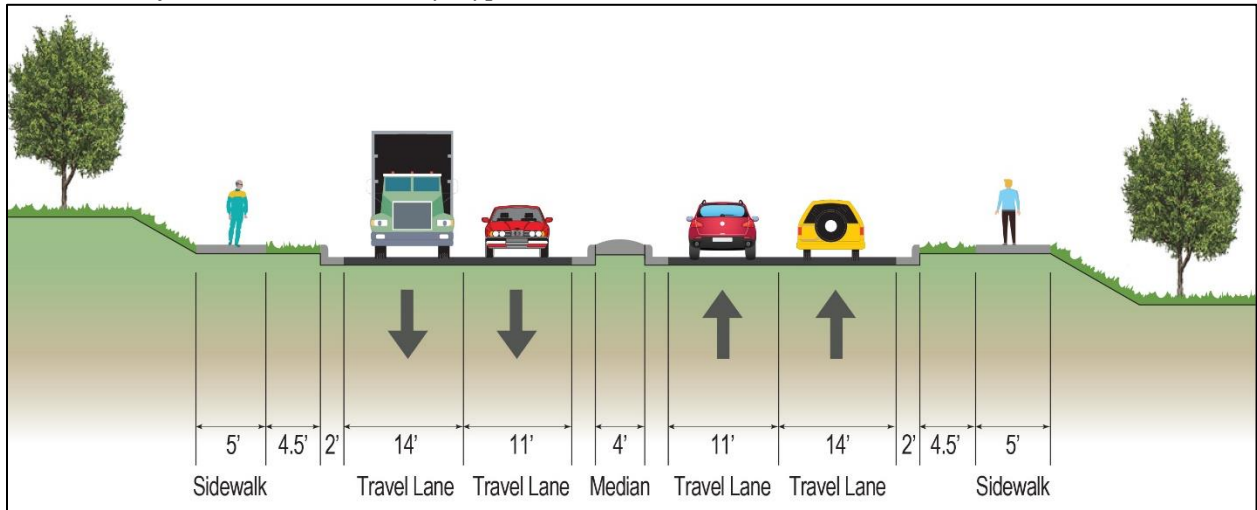 5’ 4.5’ 2’ 14’ 11’ 4’ 11’ 14’ 2’ 4.5’ 5’
Sidewalk Travel Lane Travel Lane Median Travel Lane Travel Lane Sidewalk